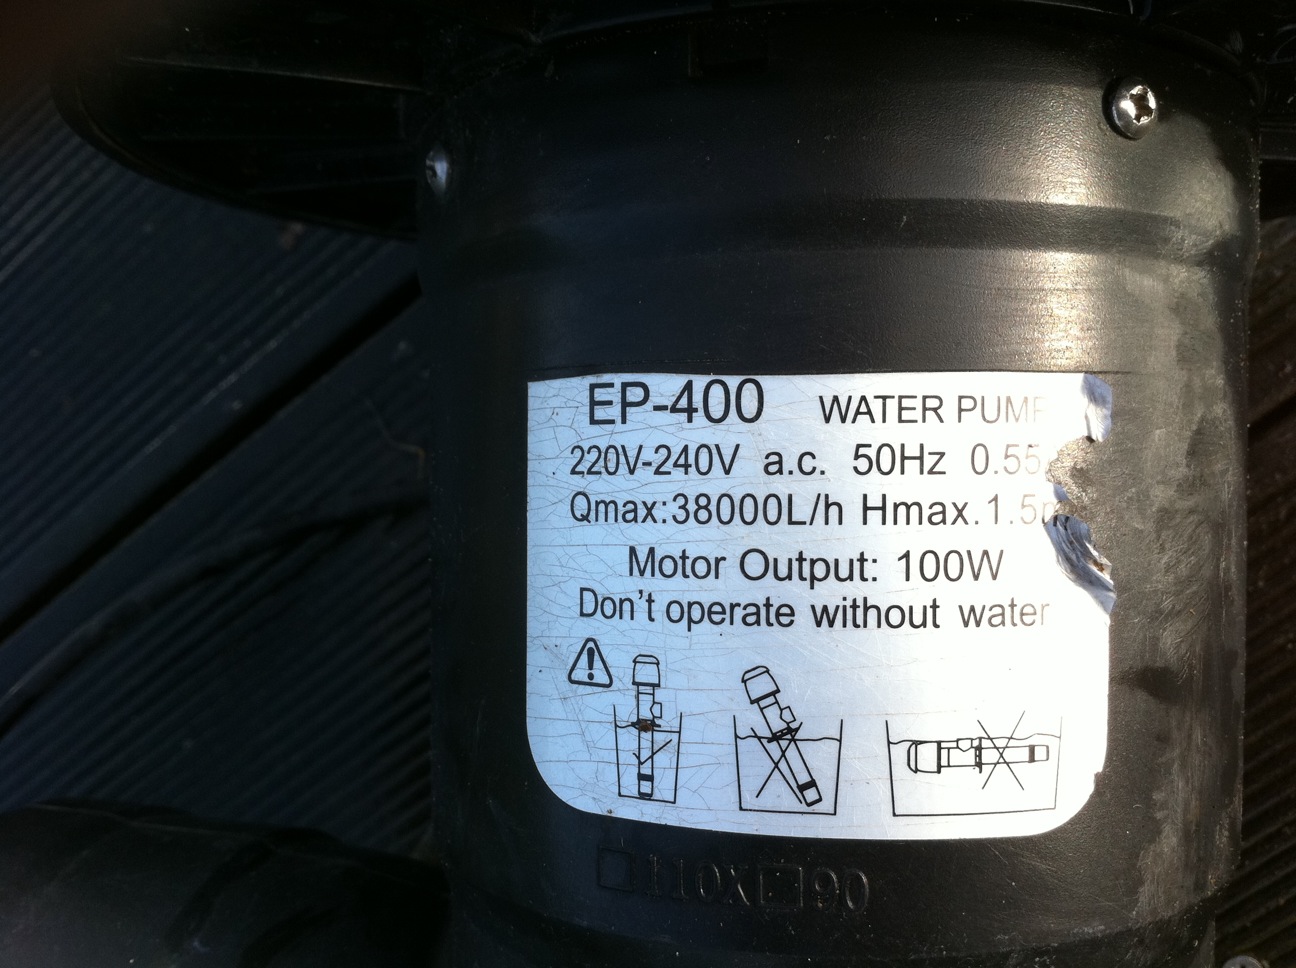 EP-400 WATER PUMP
220V-240V a.c. 50Hz 0.55
Qmax:38000L/h Hmax.1.5m
Motor Output: 100W
Don't operate without water
□110X□90